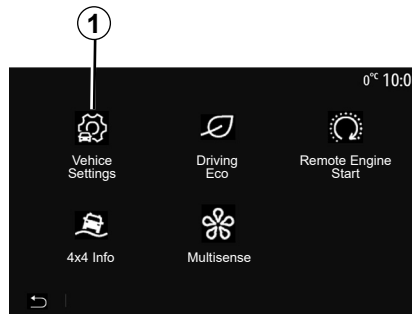 1
0°C 10:0
Vehice
Settings
Driving
Eco
Remote Engine
Start
4x4 Info
Multisense